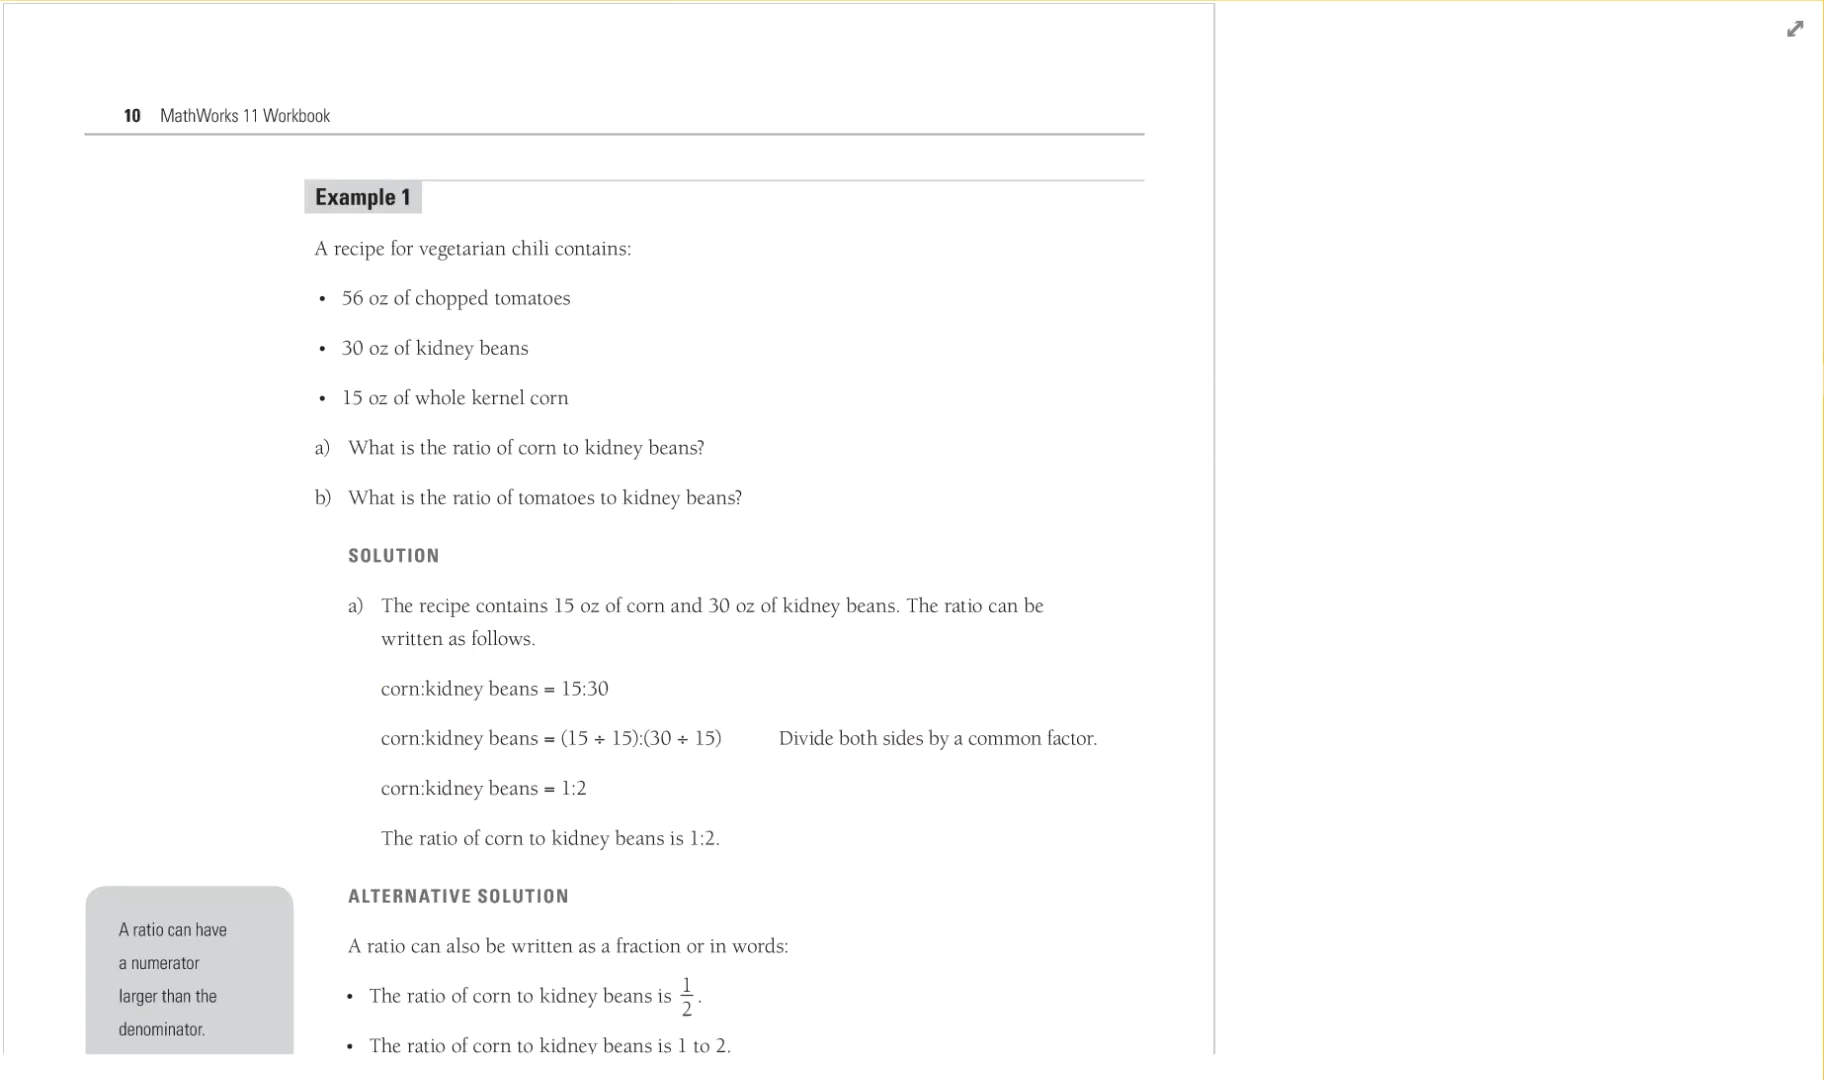 10 MathWorks 11 Workbook
Example 1
A recipe for vegetarian chili contains:
• 56 oz of chopped tomatoes
• 30 oz of kidney beans
• 15 oz of whole kernel corn
a) What is the ratio of corn to kidney beans?
b) What is the ratio of tomatoes to kidney beans?
SOLUTION
a) The recipe contains 15 oz of corn and 30 oz of kidney beans. The ratio can be
written as follows.
corn:kidney beans = 15:30
corn:kidney beans = (15 ÷ 15):(30 ÷ 15) Divide both sides by a common factor.
corn:kidney beans = 1:2
The ratio of corn to kidney beans is 1:2.
ALTERNATIVE SOLUTION
A ratio can also be written as a fraction or in words:
• The ratio of corn to kidney beans is 1/2.
• The ratio of corn to kidney beans is 1 to 2.
A ratio can have
a numerator
larger than the
denominator.